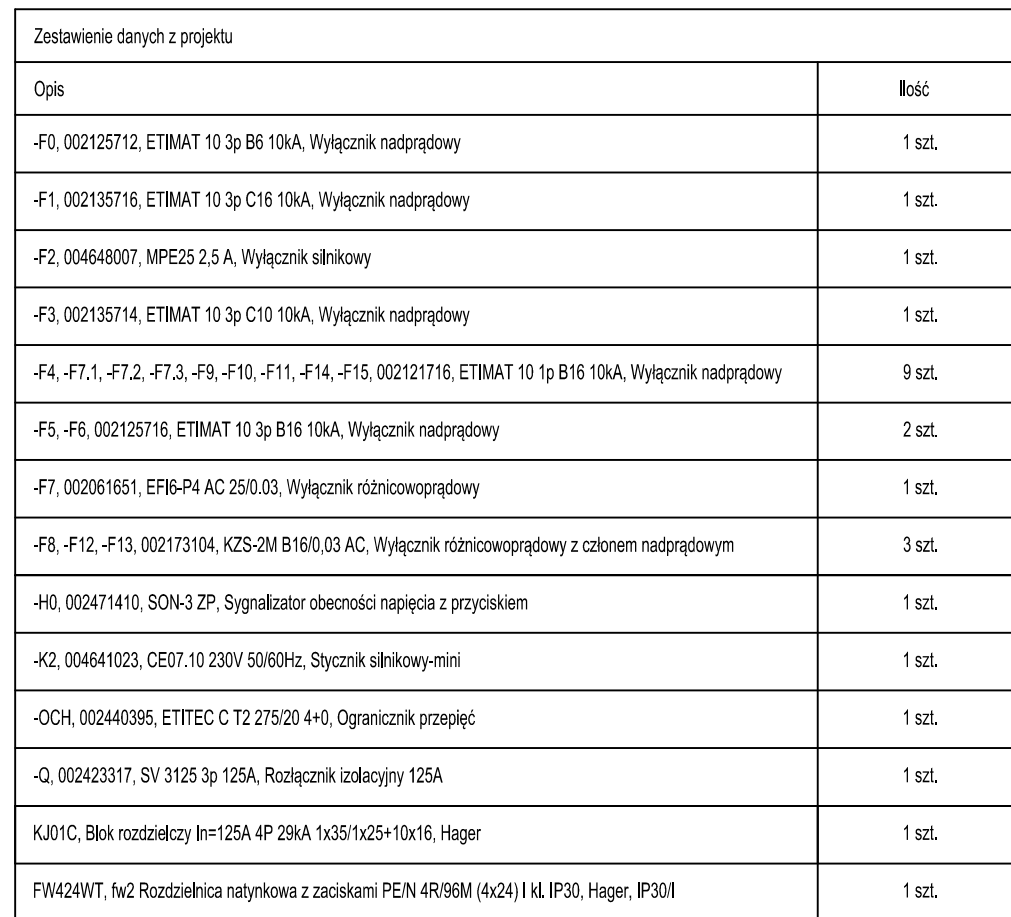 Zestawienie danych z projektu
Opis Ilość
-F0, 002125712, ETIMAT 10 3p B6 10kA, Wyłącznik nadprądowy 1 szt.
-F1, 002135716, ETIMAT 10 3p C16 10kA, Wyłącznik nadprądowy 1 szt.
-F2, 004648007, MPE25 2,5 A, Wyłącznik silnikowy 1 szt.
-F3, 002135714, ETIMAT 10 3p C10 10kA, Wyłącznik nadprądowy 1 szt.
-F4, -F7.1, -F7.2, -F7.3, -F9, -F10, -F11, -F14, -F15, 002121716, ETIMAT 10 1p B16 10kA, Wyłącznik nadprądowy 9 szt.
-F5, -F6, 002125716, ETIMAT 10 3p B16 10kA, Wyłącznik nadprądowy 2 szt.
-F7, 002061651, EFI6-P4 AC 25/0.03, Wyłącznik różnicowoprądowy 1 szt.
-F8, -F12, -F13, 002173104, KZS-2M B16/0,03 AC, Wyłącznik różnicowoprądowy z członem nadprądowym 3 szt.
-H0, 002471410, SON-3 ZP, Sygnalizator obecności napięcia z przyciskiem 1 szt.
-K2, 004641023, CE07.10 230V 50/60Hz, Stycznik silnikowy-mini 1 szt.
-OCH, 002440395, ETITEC C T2 275/20 4+0, Ogranicznik przepięć 1 szt.
-Q, 002423317, SV 3125 3p 125A, Rozłącznik izolacyjny 125A 1 szt.
KJ01C, Blok rozdzielczy In=125A 4P 29kA 1x35/1x25+10x16, Hager 1 szt.
FW424WT, fw2 Rozdzielnica natynkowa z zaciskami PE/N 4R/96M (4x24) I kl. IP30, Hager, IP30/I 1 szt.